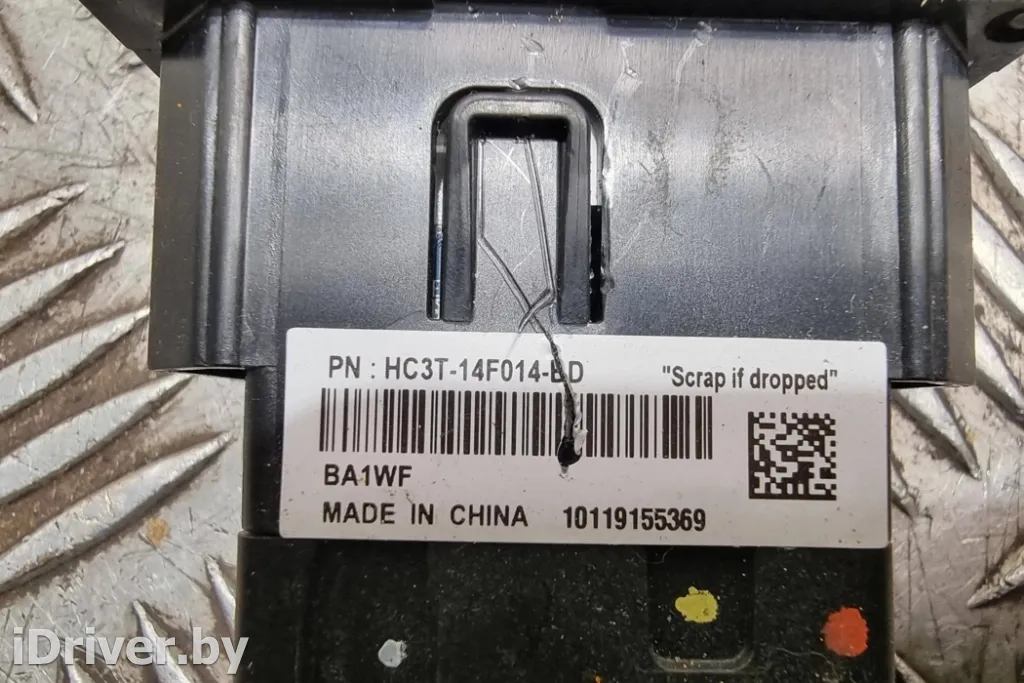 PN : HC3T-14F014-BD
"Scrap if dropped"
BA1WF
MADE IN CHINA 10119155369
iDriver.by